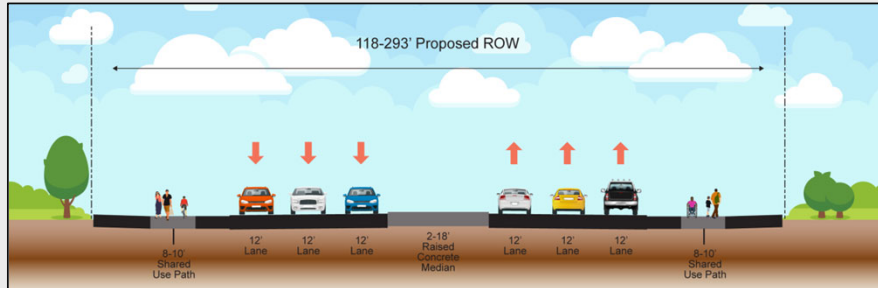 118-293' Proposed ROW
8-10'
Shared
Use Path
12'
Lane
12'
Lane
12'
Lane
2-18'
Raised
Concrete
Median
12'
Lane
12'
Lane
12'
Lane
8-10'
Shared
Use Path